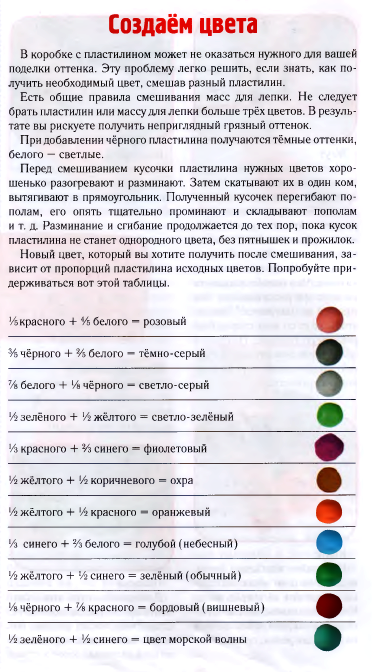 Создаём цвета
В коробке с пластилином может не оказаться нужного для вашей
поделки оттенка. Эту проблему легко решить, если знать, как по-
лучить необходимый цвет, смешав разный пластилин.
Есть общие правила смешивания масс для лепки. Не следует
брать пластилин или массу для лепки больше трёх цветов. В резуль-
тате вы рискуете получить неприглядный грязный оттенок.
При добавлении чёрного пластилина получаются тёмные оттенки,
белого — светлые.
Перед смешиванием кусочки пластилина нужных цветов хоро-
шенько разогревают и разминают. Затем скатывают их в один ком,
вытягивают в прямоугольник. Полученный кусочек перегибают по-
полам, его опять тщательно проминают и складывают пополам
и т. д. Разминание и сгибание продолжается до тех пор, пока кусок
пластилина не станет однородного цвета, без пятнышек и прожилок.
Новый цвет, который вы хотите получить после смешивания, за-
висит от пропорций пластилина исходных цветов. Попробуйте при-
держиваться вот этой таблицы.
⅕ красного + ⅘ белого = розовый
⅗ чёрного + ⅖ белого = тёмно-серый
⅞ белого + ⅛ чёрного = светло-серый
½ зелёного + ½ жёлтого = светло-зелёный
⅓ красного + ⅔ синего = фиолетовый
½ жёлтого + ½ коричневого = охра
½ жёлтого + ½ красного = оранжевый
⅓ синего + ⅔ белого = голубой (небесный)
½ жёлтого + ½ синего = зелёный (обычный)
⅛ чёрного + ⅞ красного = бордовый (вишневый)
½ зелёного + ½ синего = цвет морской волны